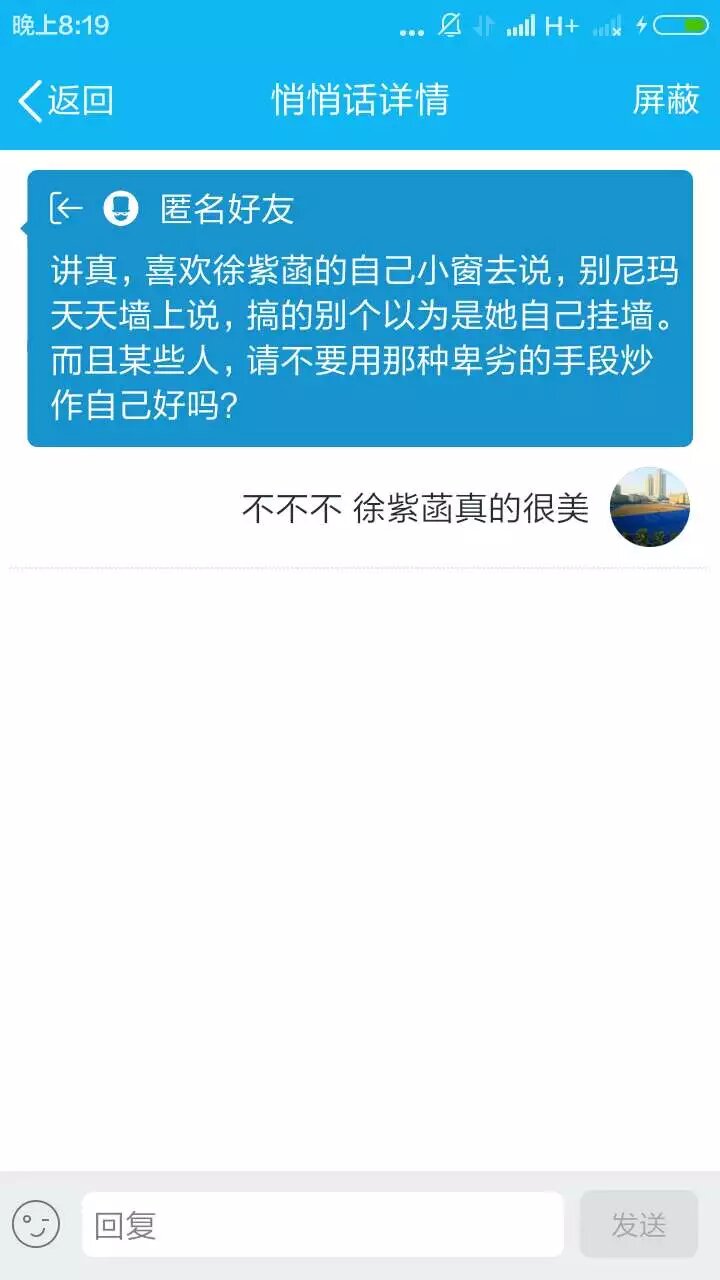 晚上8:19
H+
返回
悄悄话详情
屏蔽
匿名好友
讲真，喜欢徐紫菡的自己小窗去说，别尼玛
天天墙上说，搞的别个以为是她自己挂墙。
而且某些人，请不要用那种卑劣的手段炒
作自己好吗?
不不不 徐紫菡真的很美
回复
发送